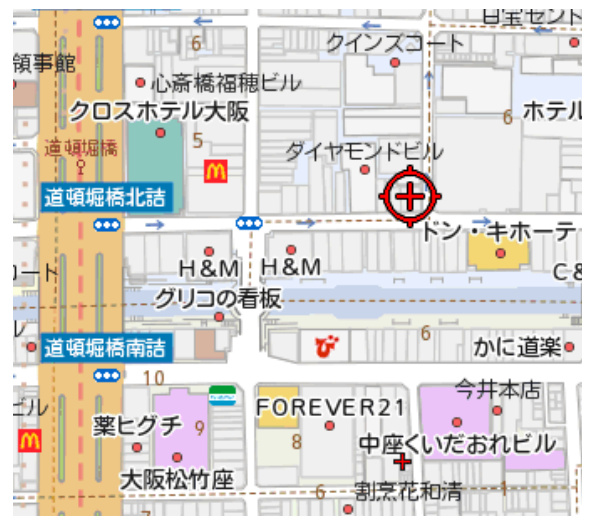 日宝セント
6
クインズコート
領事館
心斎橋福穂ビル
クロスホテル大阪
6
ホテル
道頓堀橋
5
ダイヤモンドビル
道頓堀橋北詰
ドン・キホーテ
H&M
H&M
コート
C&
グリコの看板
ル
道頓堀橋南詰
6
かに道楽
10
今井本店
ビル
FOREVER21
薬ヒグチ
9
8
中座くいだおれビル
大阪松竹座
6
割烹花和清
1
7